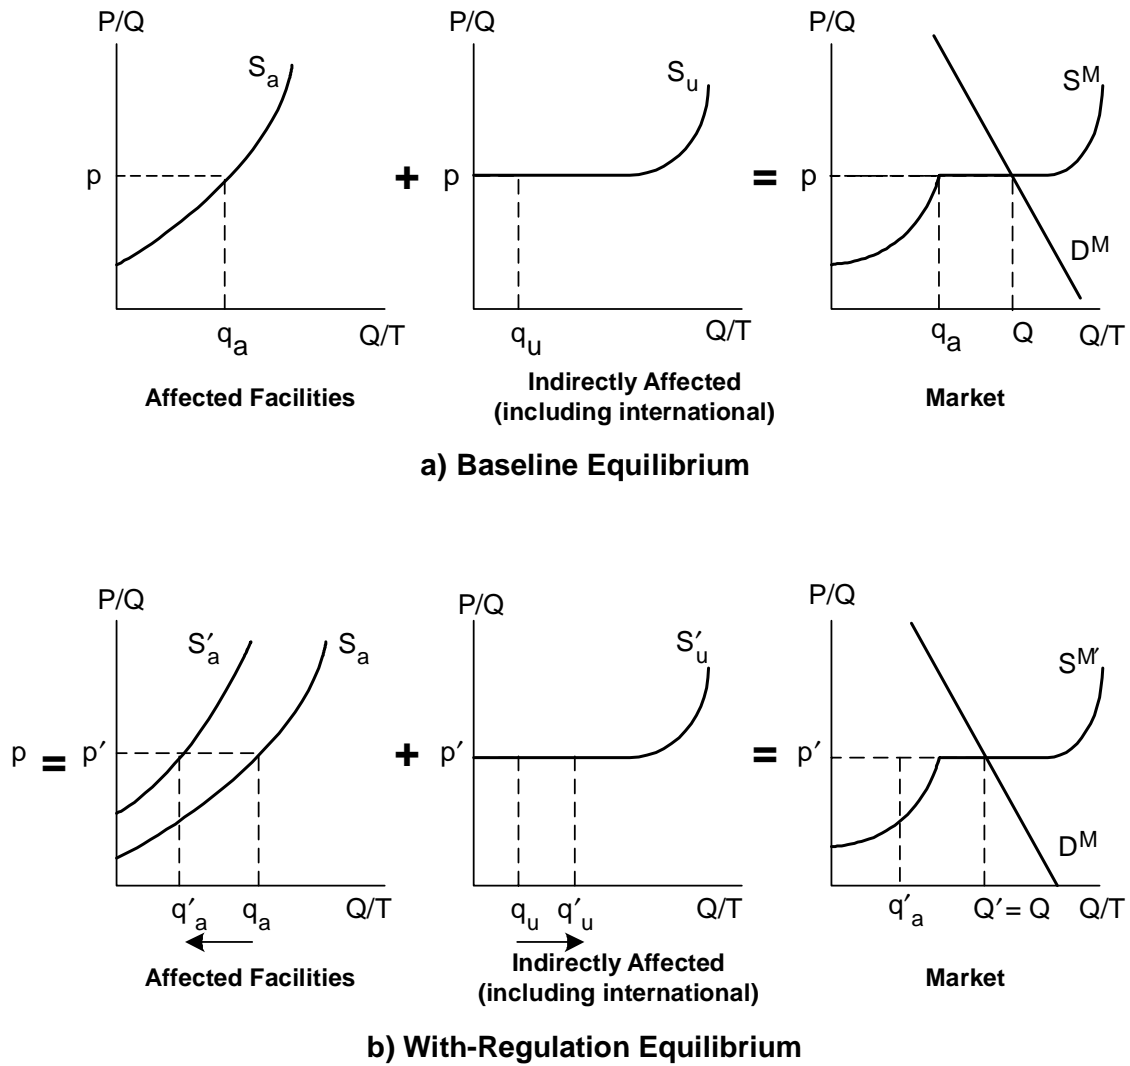 P/Q
P/Q
P/Q
Sₐ
Sᵤ
Sᴹ
p
+
p
=
p
Dᴹ
qₐ
Q/T
qᵤ
Q/T
qₐ
Q
Q/T
Affected Facilities
Indirectly Affected
(including international)
Market
a) Baseline Equilibrium
P/Q
P/Q
P/Q
S′ₐ
Sₐ
S′ᵤ
Sᴹ′
p = p′
+
p′
=
p′
Dᴹ
q′ₐ
qₐ
Q/T
qᵤ
q′ᵤ
Q/T
q′ₐ
Q′ = Q
Q/T
Affected Facilities
Indirectly Affected
(including international)
Market
b) With-Regulation Equilibrium